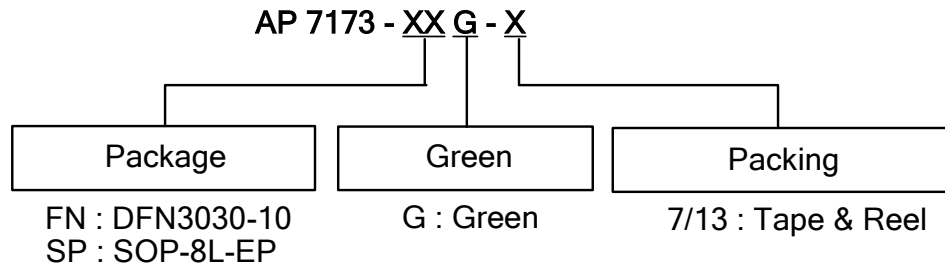 AP 7173 - XX G - X
Package
Green
Packing
FN : DFN3030-10
SP : SOP-8L-EP
G : Green
7/13 : Tape & Reel